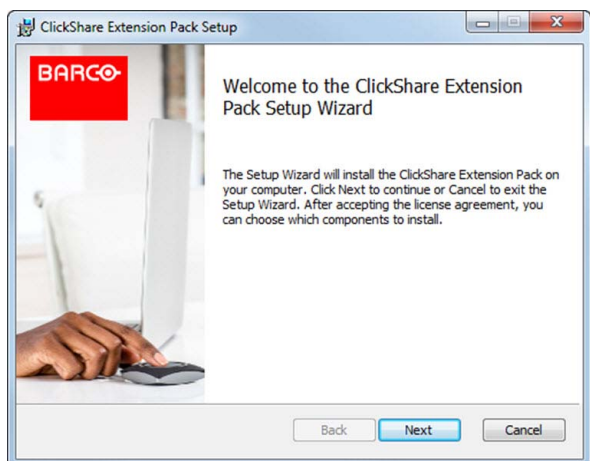 ClickShare Extension Pack Setup
BARCO
Welcome to the ClickShare Extension
Pack Setup Wizard
The Setup Wizard will install the ClickShare Extension Pack on
your computer. Click Next to continue or Cancel to exit the
Setup Wizard. After accepting the license agreement, you
can choose which components to install.
Back Next Cancel